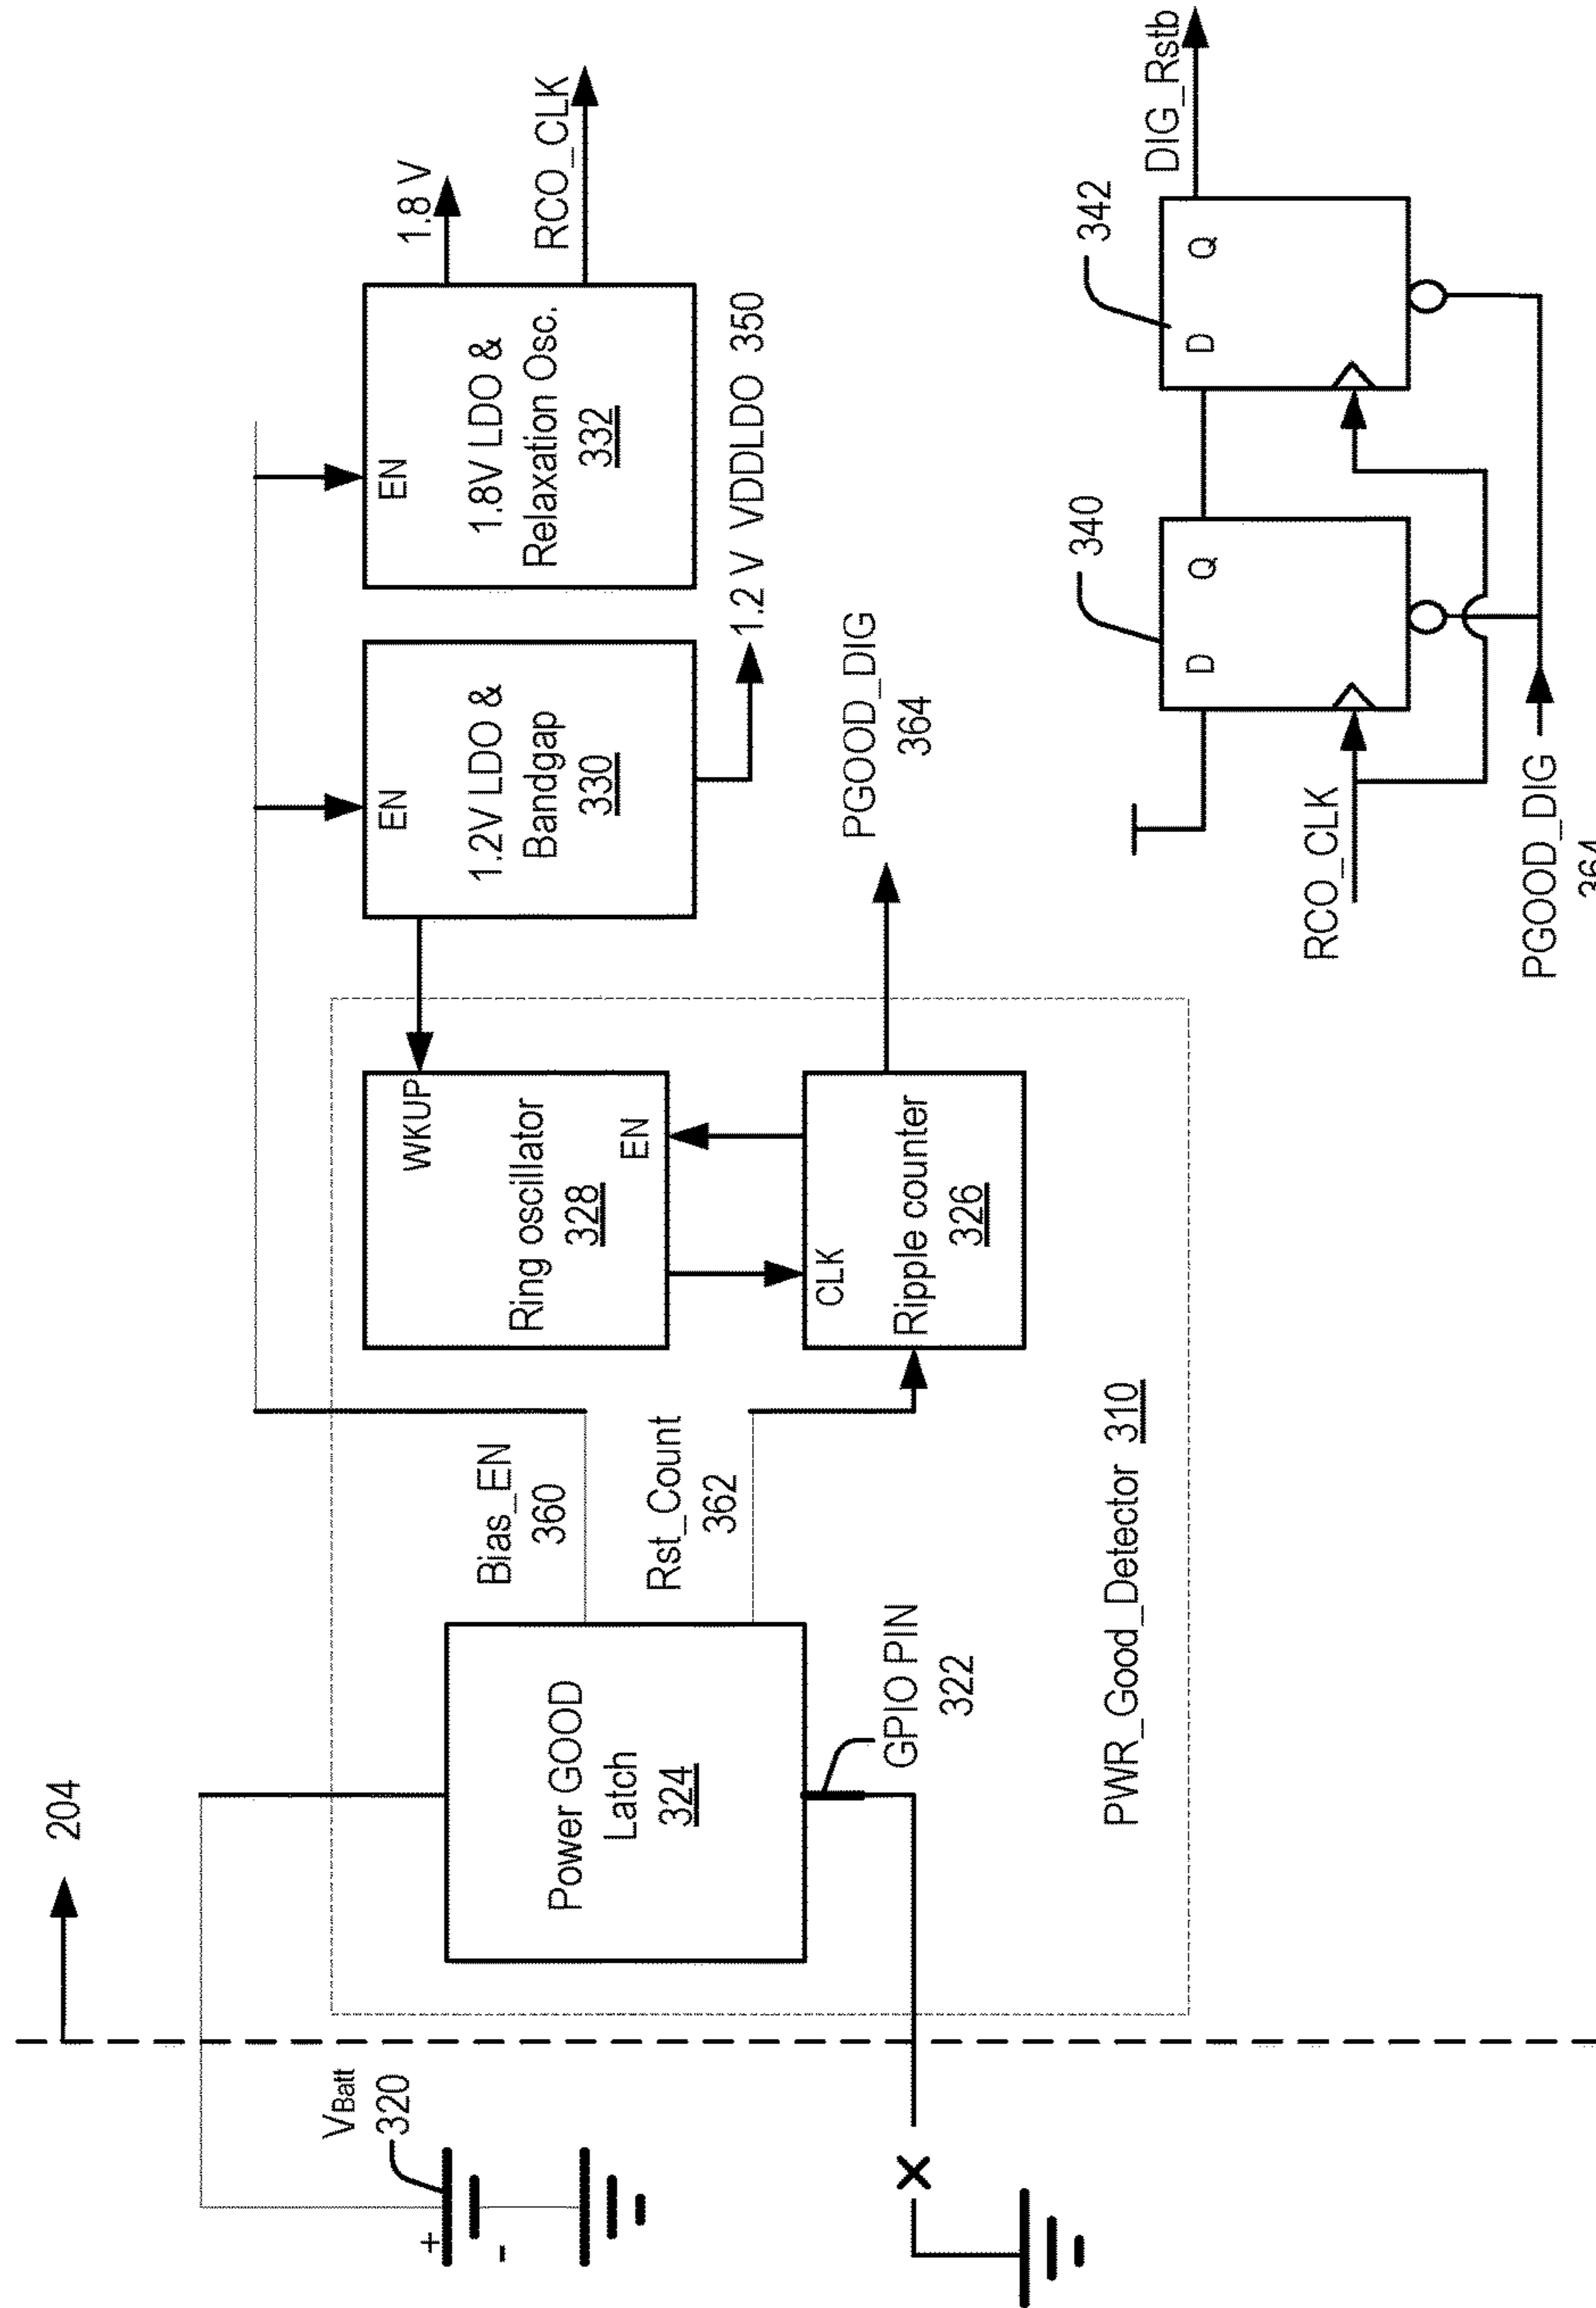 204
VBatt
320
+
-
Power GOOD
Latch
324
GPIO PIN
322
Bias_EN
360
Rst_Count
362
PWR_Good_Detector 310
WKUP
Ring oscillator
328
EN
CLK
Ripple counter
326
EN
1.2V LDO &
Bandgap
330
1.2 V VDDLDO 350
PGOOD_DIG
364
EN
1.8V LDO &
Relaxation Osc.
332
1.8 V
RCO_CLK
340
D
Q
342
D
Q
DIG_Rstb
RCO_CLK
PGOOD_DIG
364